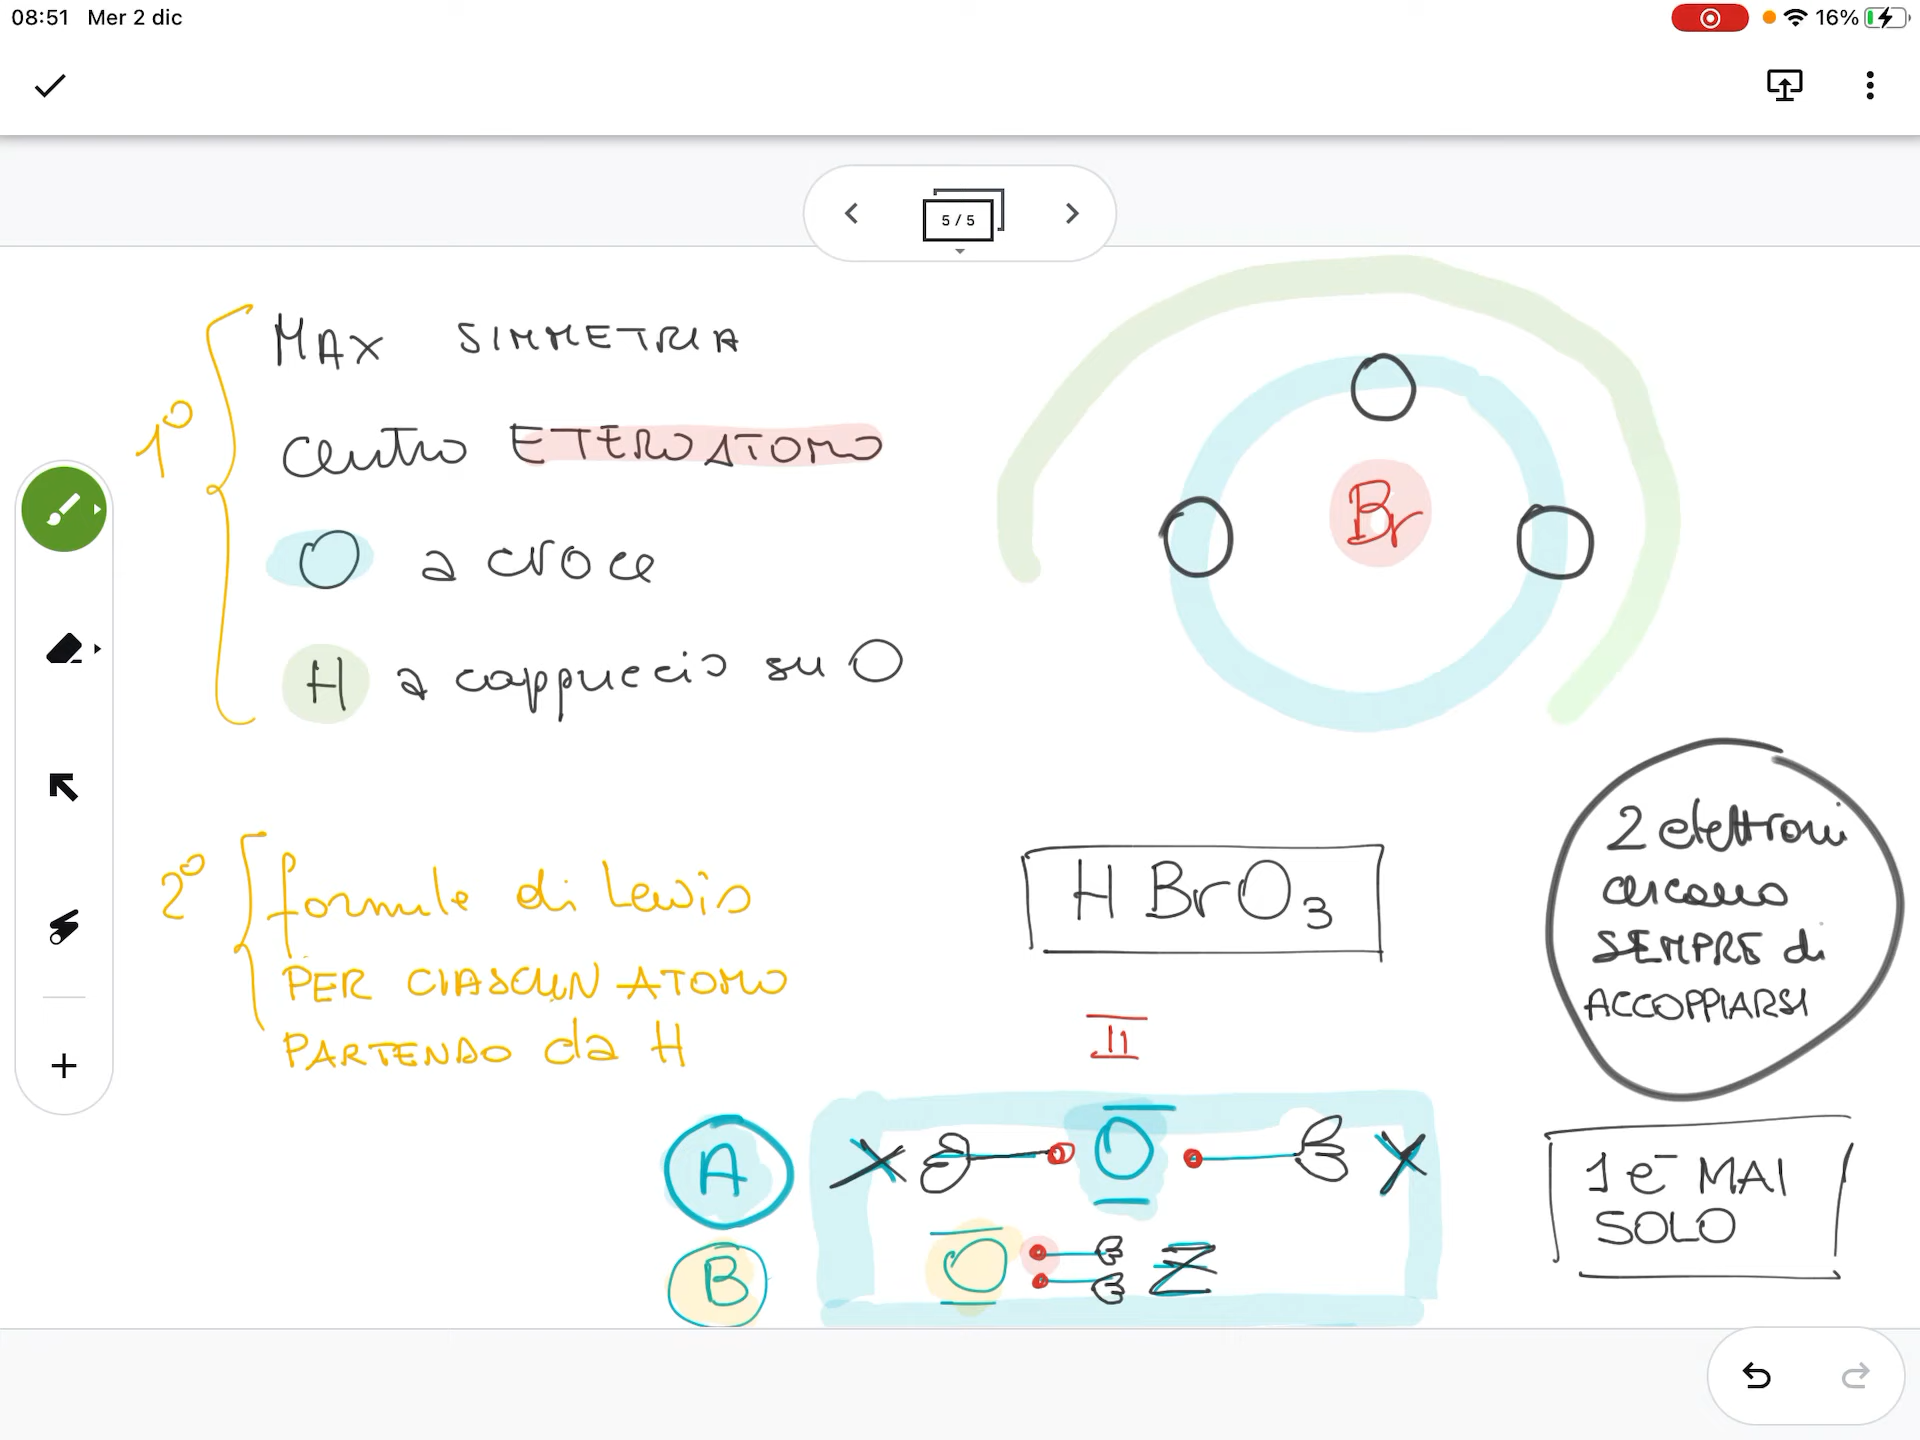 08:51 Mer 2 dic
16%
5 / 5
1°
MAX SIMMETRIA
centro ETEROATOMO
O a croce
H a cappuccio su O
O
O Br O
2°
formule di Lewis
PER CIASCUN ATOMO
PARTENDO da H
HBrO3
2 elettroni
cercano
SEMPRE di
ACCOPPIARSI
II
A X O Y
B O Z
1 e- MAI
SOLO